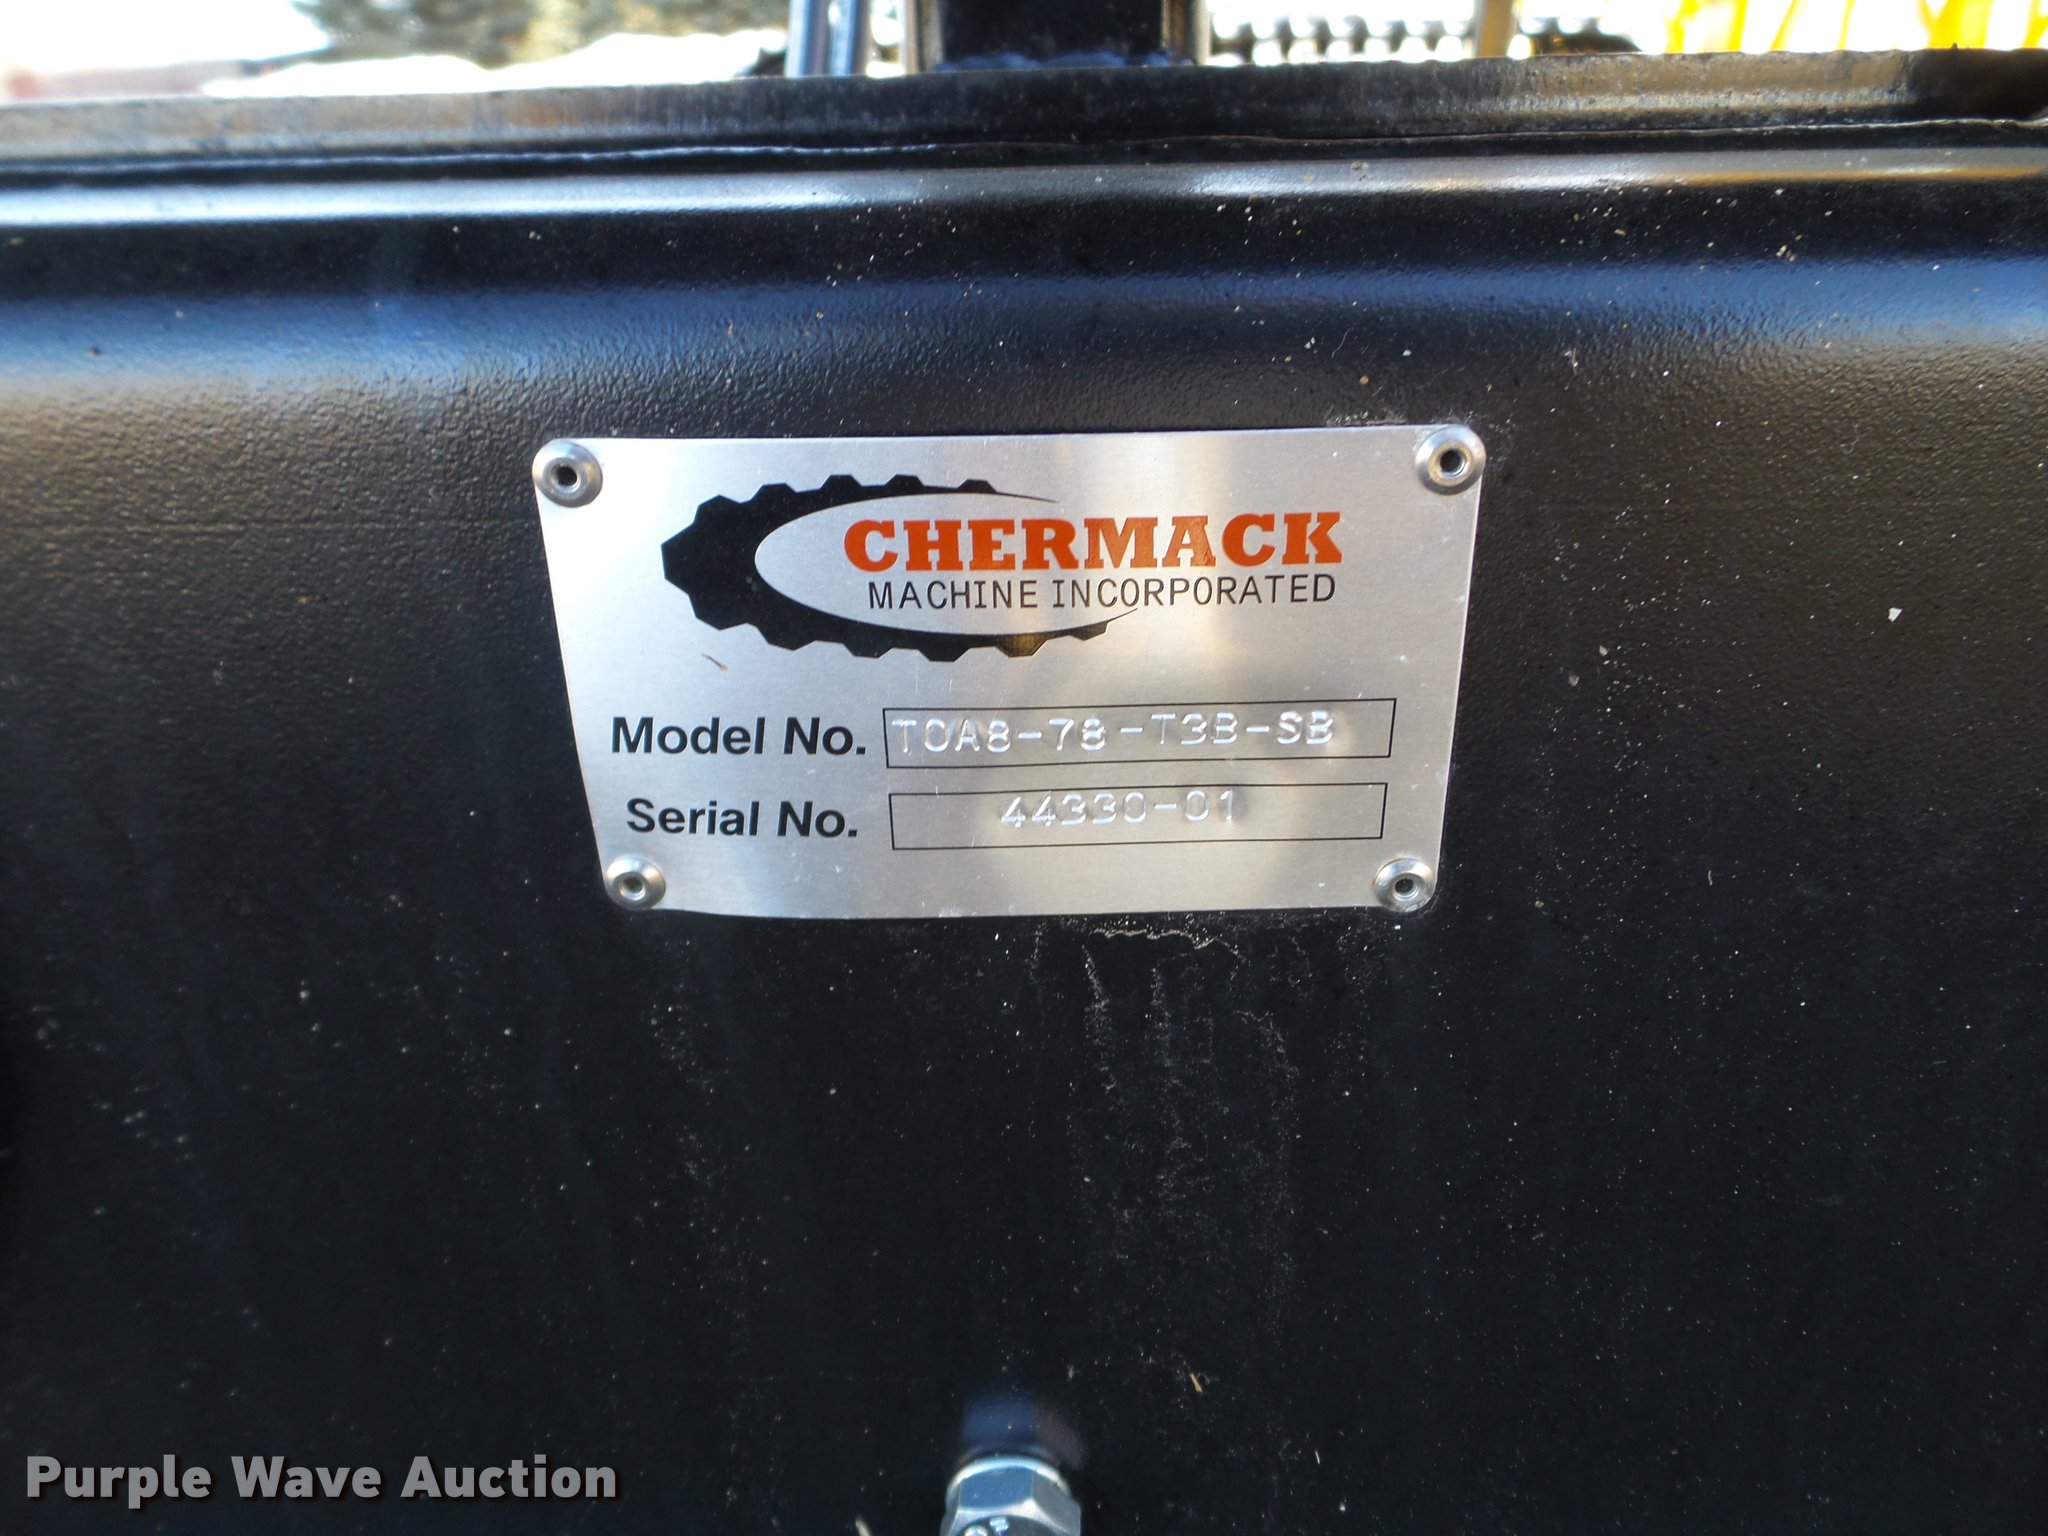 CHERMACK
MACHINE INCORPORATED
Model No. TOA8-78-T3B-SB
Serial No. 44330-01
Purple Wave Auction